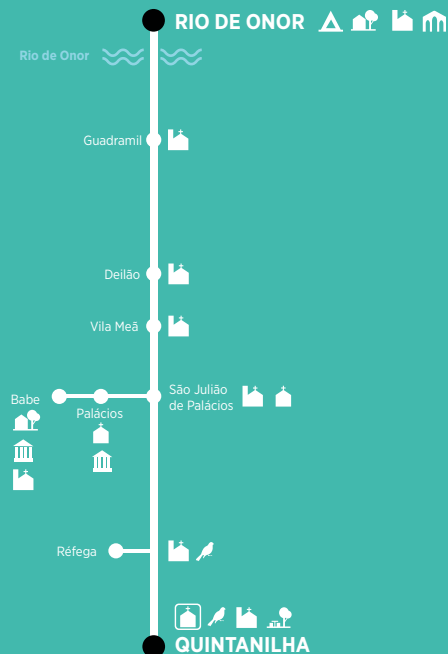 RIO DE ONOR
Rio de Onor
Guadramil
Deilão
Vila Meã
São Julião
de Palácios
Babe
Palácios
Réfega
QUINTANILHA